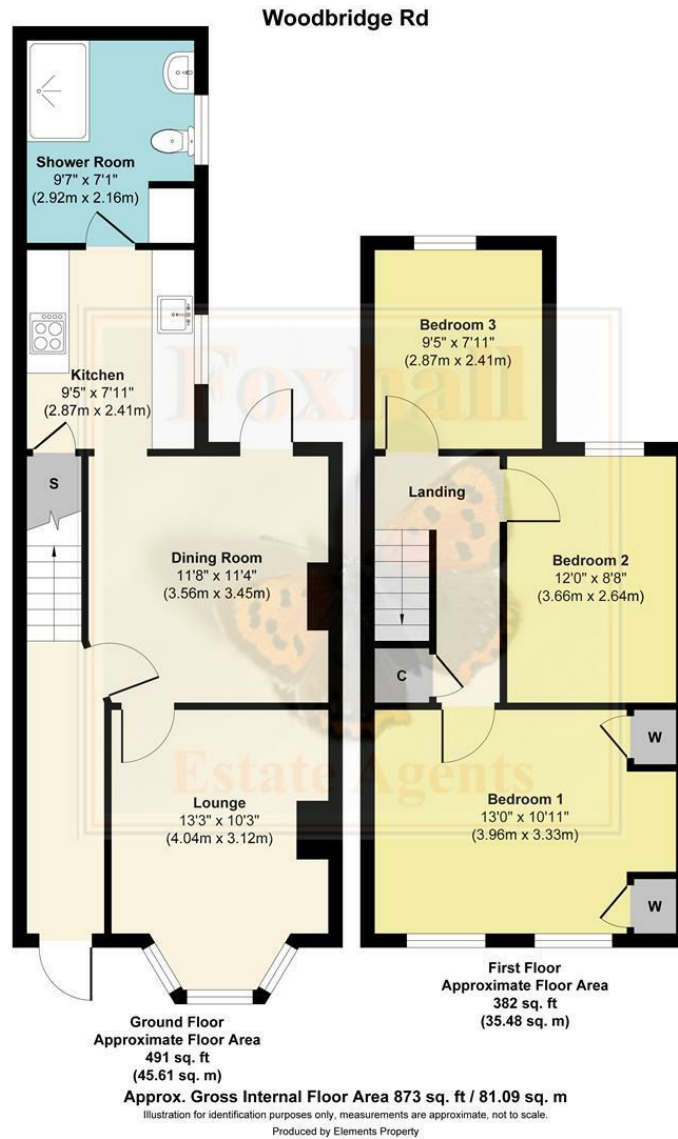 Woodbridge Rd
Shower Room
9'7" x 7'1"
(2.92m x 2.16m)
Kitchen
9'5" x 7'11"
(2.87m x 2.41m)
S
Dining Room
11'8" x 11'4"
(3.56m x 3.45m)
Lounge
13'3" x 10'3"
(4.04m x 3.12m)
Ground Floor
Approximate Floor Area
491 sq. ft
(45.61 sq. m)
Bedroom 3
9'5" x 7'11"
(2.87m x 2.41m)
Landing
Bedroom 2
12'0" x 8'8"
(3.66m x 2.64m)
C
W
Bedroom 1
13'0" x 10'11"
(3.96m x 3.33m)
W
First Floor
Approximate Floor Area
382 sq. ft
(35.48 sq. m)
Foxhall
Estate Agents
Approx. Gross Internal Floor Area 873 sq. ft / 81.09 sq. m
Illustration for identification purposes only, measurements are approximate, not to scale.
Produced by Elements Property